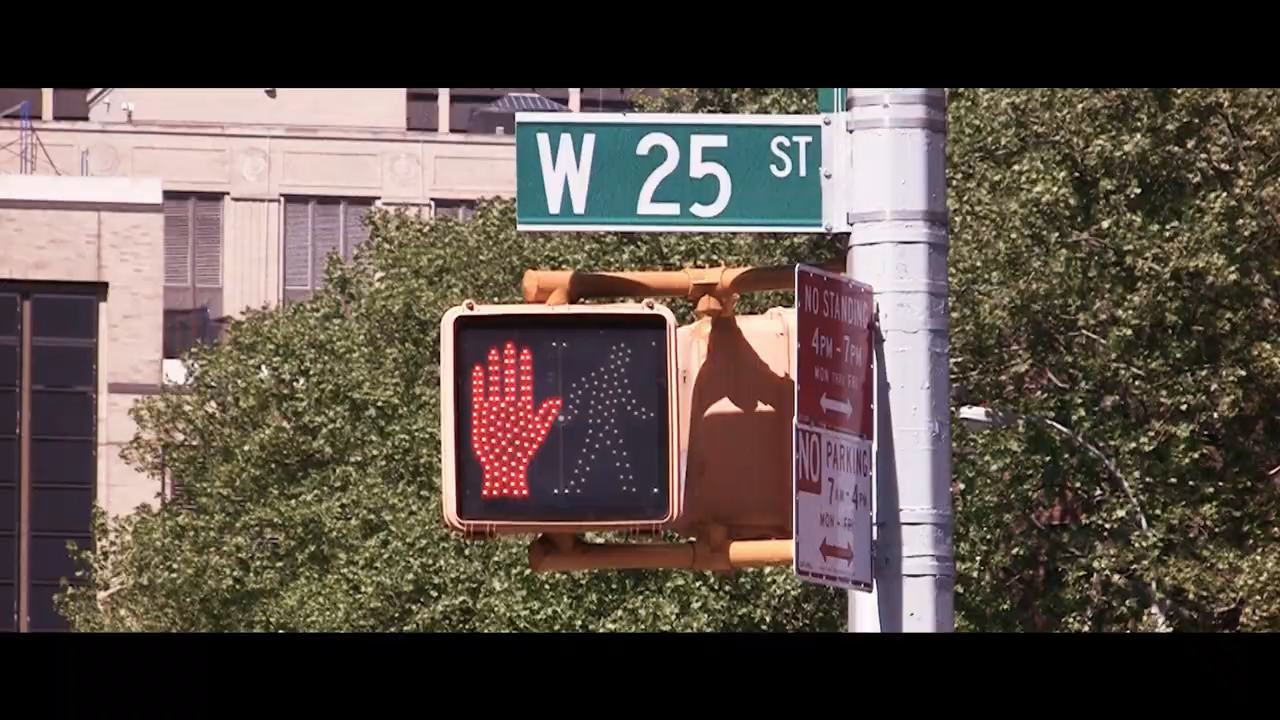 W 25 ST
NO STANDING
4PM - 7PM
MON THRU FRI
NO PARKING
7AM - 4PM
MON - FRI